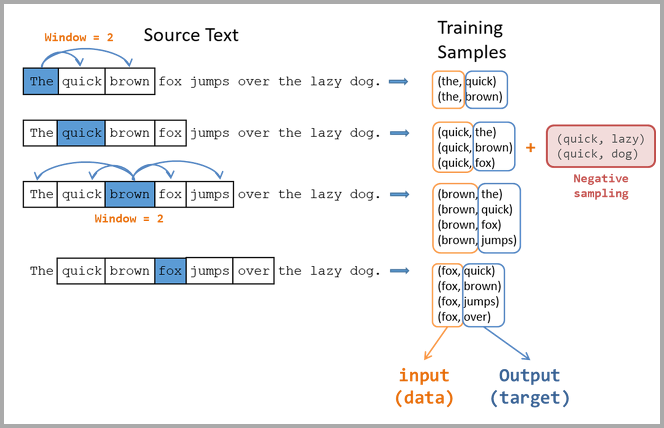 Window = 2
Source Text
Training
Samples
The quick brown fox jumps over the lazy dog.
(the, quick)
(the, brown)
The quick brown fox jumps over the lazy dog.
(quick, the)
(quick, brown)
(quick, fox)
+
(quick, lazy)
(quick, dog)
Negative
sampling
The quick brown fox jumps over the lazy dog.
Window = 2
(brown, the)
(brown, quick)
(brown, fox)
(brown, jumps)
The quick brown fox jumps over the lazy dog.
(fox, quick)
(fox, brown)
(fox, jumps)
(fox, over)
input
(data)
Output
(target)